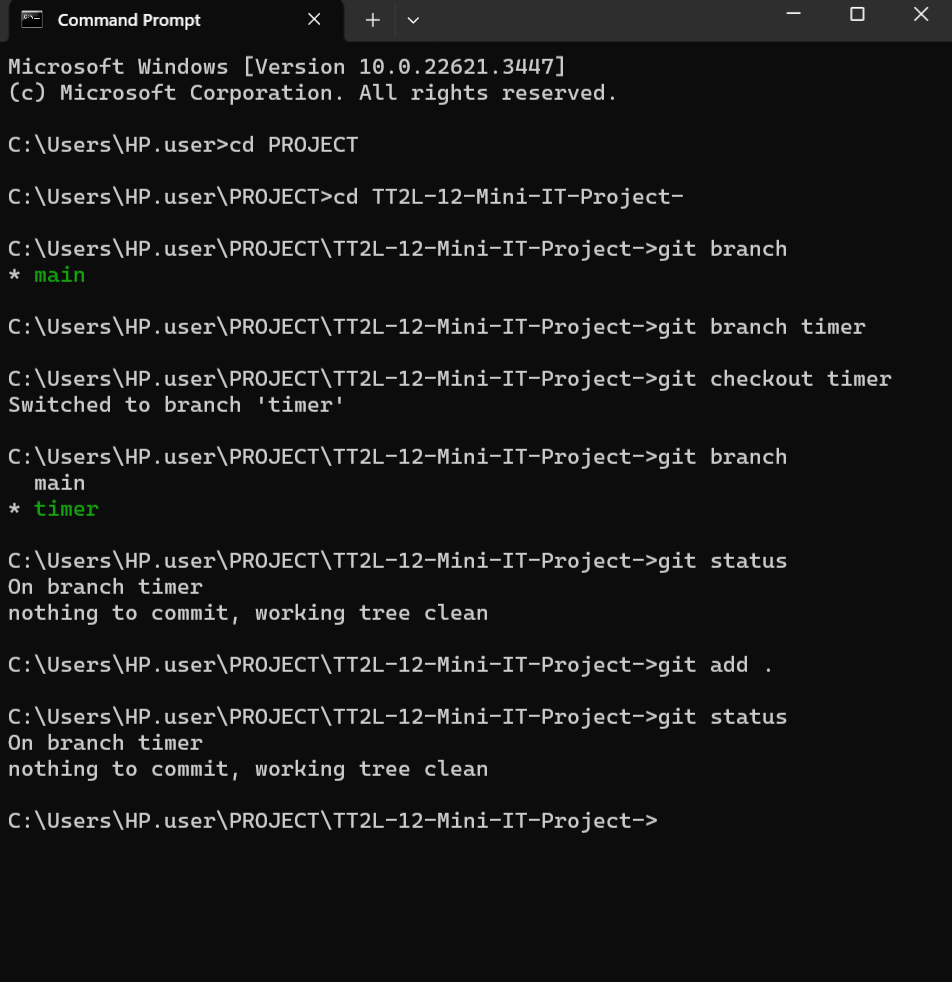 Command Prompt
Microsoft Windows [Version 10.0.22621.3447]
(c) Microsoft Corporation. All rights reserved.
C:\Users\HP.user>cd PROJECT
C:\Users\HP.user\PROJECT>cd TT2L-12-Mini-IT-Project-
C:\Users\HP.user\PROJECT\TT2L-12-Mini-IT-Project->git branch
* main
C:\Users\HP.user\PROJECT\TT2L-12-Mini-IT-Project->git branch timer
C:\Users\HP.user\PROJECT\TT2L-12-Mini-IT-Project->git checkout timer
Switched to branch 'timer'
C:\Users\HP.user\PROJECT\TT2L-12-Mini-IT-Project->git branch
  main
* timer
C:\Users\HP.user\PROJECT\TT2L-12-Mini-IT-Project->git status
On branch timer
nothing to commit, working tree clean
C:\Users\HP.user\PROJECT\TT2L-12-Mini-IT-Project->git add .
C:\Users\HP.user\PROJECT\TT2L-12-Mini-IT-Project->git status
On branch timer
nothing to commit, working tree clean
C:\Users\HP.user\PROJECT\TT2L-12-Mini-IT-Project->